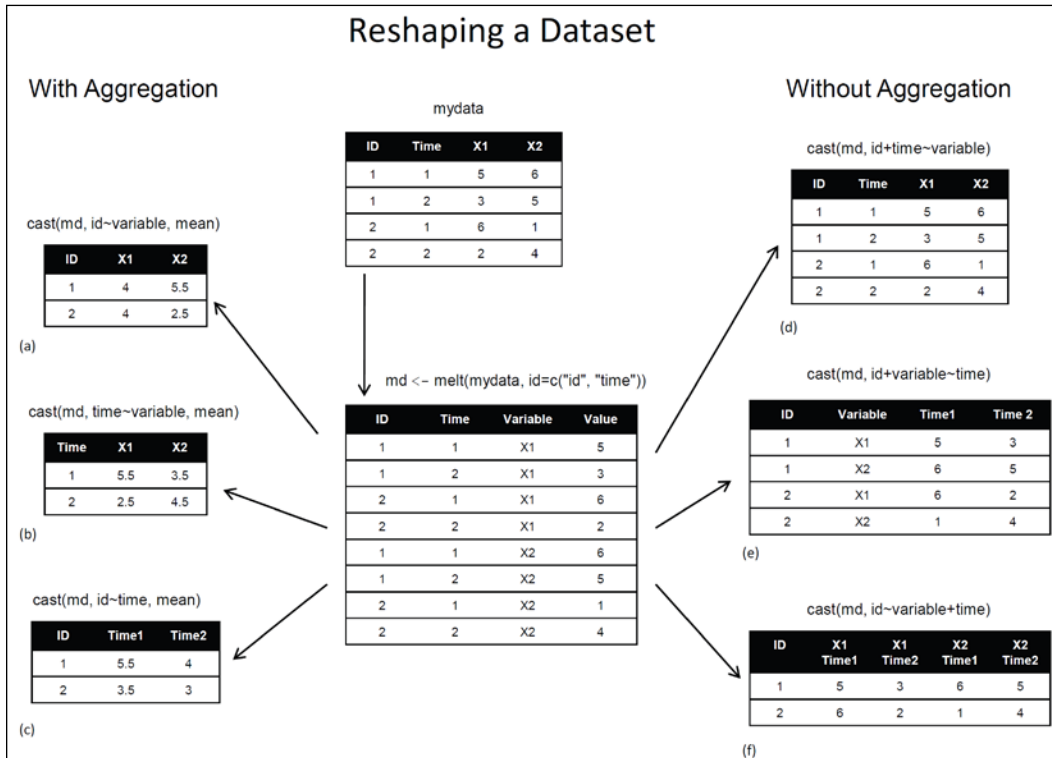 Reshaping a Dataset
With Aggregation
Without Aggregation
mydata
ID Time X1 X2
1 1 5 6
1 2 3 5
2 1 6 1
2 2 2 4
cast(md, id~variable, mean)
ID X1 X2
1 4 5.5
2 4 2.5
(a)
cast(md, time~variable, mean)
Time X1 X2
1 5.5 3.5
2 2.5 4.5
(b)
cast(md, id~time, mean)
ID Time1 Time2
1 5.5 4
2 3.5 3
(c)
md <- melt(mydata, id=c("id", "time"))
ID Time Variable Value
1 1 X1 5
1 2 X1 3
2 1 X1 6
2 2 X1 2
1 1 X2 6
1 2 X2 5
2 1 X2 1
2 2 X2 4
cast(md, id+time~variable)
ID Time X1 X2
1 1 5 6
1 2 3 5
2 1 6 1
2 2 2 4
(d)
cast(md, id+variable~time)
ID Variable Time1 Time 2
1 X1 5 3
1 X2 6 5
2 X1 6 2
2 X2 1 4
(e)
cast(md, id~variable+time)
ID X1 X1 X2 X2
Time1 Time2 Time1 Time2
1 5 3 6 5
2 6 2 1 4
(f)